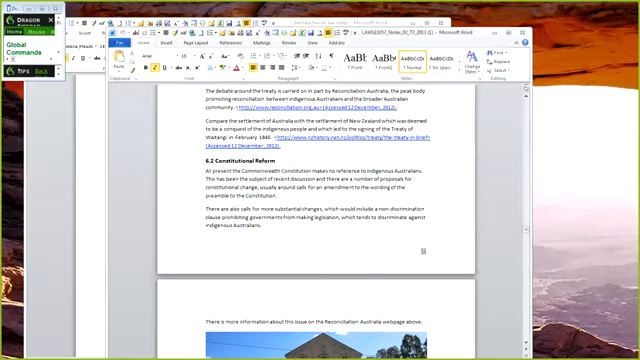 DRAGON
Home
Global
Commands
TIPS Back
LAWS11057_Notes_02_T3_2013 (1) - Microsoft Word
File Home Insert Page Layout References Mailings Review View
Paste
AaBb( AaBb( AaBbCcDc AaBbCcDc
Change
Styles
Find
Replace
Select
Clipboard Font Paragraph Styles Editing
The debate around the treaty is carried on in part by Reconciliation Australia, the peak body
promoting reconciliation between indigenous Australians and the broader Australian
community. <http://www.reconciliation.org.au>(Accessed 12 December, 2012).
Compare the settlement of Australia with the settlement of New Zealand which was deemed
to be a conquest of the indigenous people and which led to the signing of the Treaty of
Waitangi in February 1840. <http://www.nzhistory.net.nz/politics/treaty/the-treaty-in-brief>
(Accessed 12 December, 2012).
6.2 Constitutional Reform
At present the Commonwealth Constitution makes no reference to indigenous Australians.
This has been the subject of recent discussion and there are a number of proposals for
constitutional change, usually around calls for an amendment to the wording of the
preamble to the Constitution.
There are also calls for more substantial changes, which would include a non-discrimination
clause prohibiting governments from making legislation, which tends to discriminate against
indigenous Australians.
There is more information about this issue on the Reconciliation Australia webpage above.